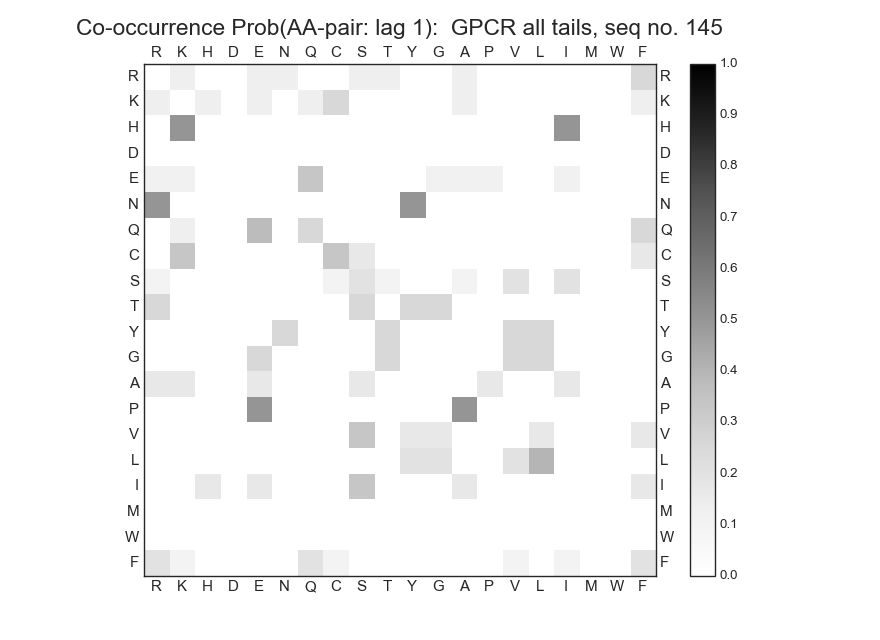 Co-occurrence Prob(AA-pair: lag 1):  GPCR all tails, seq no. 145
R K H D E N Q C S T Y G A P V L I M W F
R R 1.0
K K 0.9
H H
D D 0.8
E E
N N 0.7
Q Q
C C 0.6
S S
T T 0.5
Y Y
G G 0.4
A A
P P 0.3
V V
L L 0.2
I I
M M 0.1
W W
F F 0.0
R K H D E N Q C S T Y G A P V L I M W F